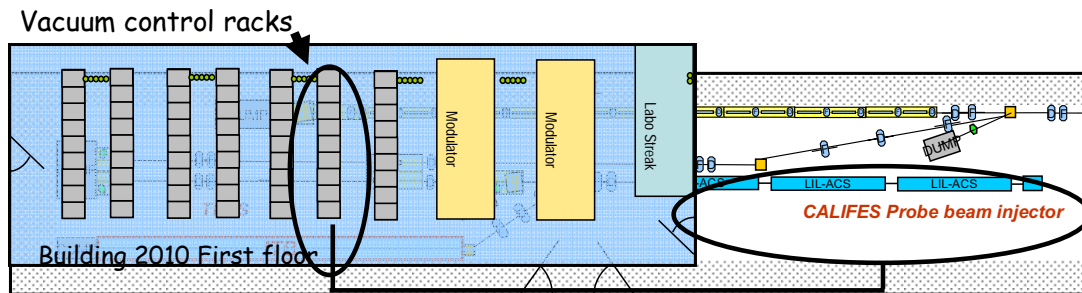 Vacuum control racks
Modulator
Modulator
Labo Streak
DUMP
LIL-ACS
LIL-ACS
CALIFES Probe beam injector
Building 2010 First floor